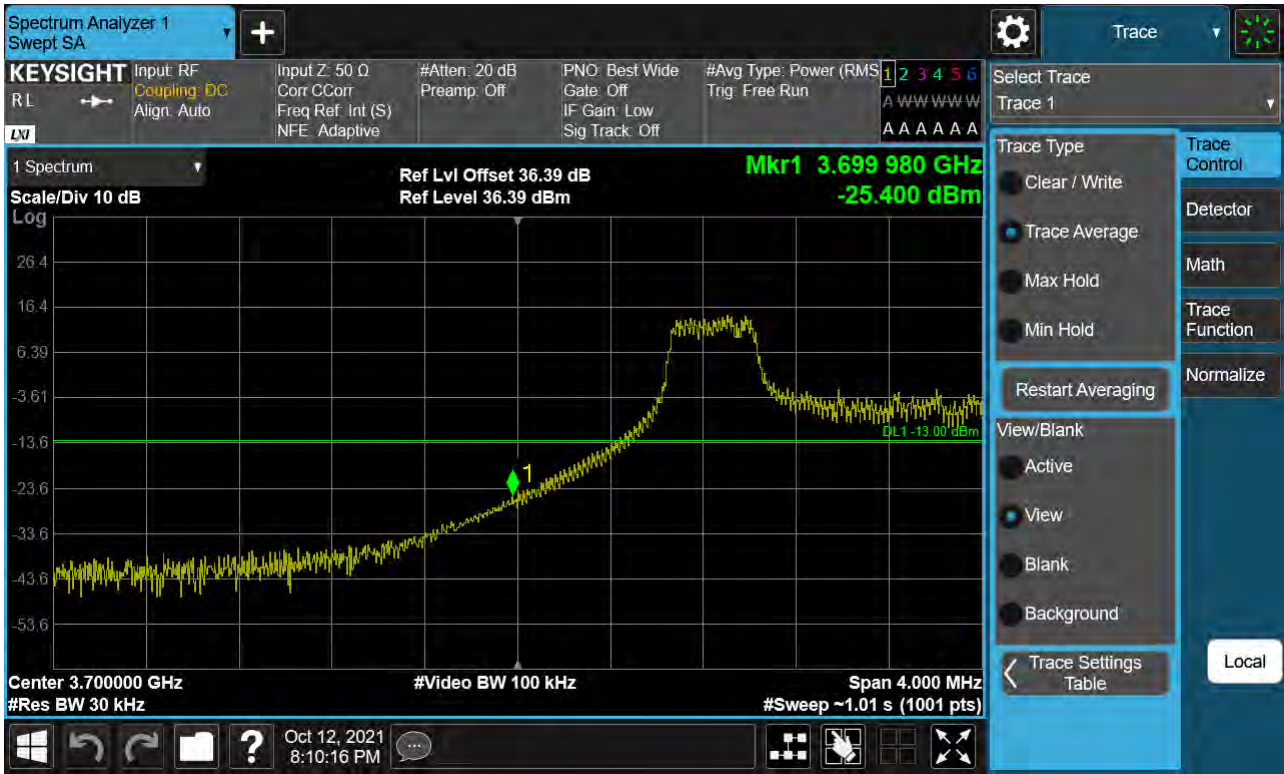 Spectrum Analyzer 1
Swept SA
+
Trace
KEYSIGHT
RL
LXI
Input: RF
Coupling: DC
Align: Auto
Input Z: 50 Ω
Corr CCorr
Freq Ref: Int (S)
NFE: Adaptive
#Atten: 20 dB
Preamp: Off
PNO: Best Wide
Gate: Off
IF Gain: Low
Sig Track: Off
#Avg Type: Power (RMS
Trig: Free Run
1 2 3 4 5 6
A W W W W W
A A A A A A
Select Trace
Trace 1
1 Spectrum
Scale/Div 10 dB
Log
Ref Lvl Offset 36.39 dB
Ref Level 36.39 dBm
Mkr1 3.699 980 GHz
-25.400 dBm
26.4
16.4
6.39
-3.61
-13.6
-23.6
-33.6
-43.6
-53.6
DL1 -13.00 dBm
1
Center 3.700000 GHz
#Res BW 30 kHz
#Video BW 100 kHz
Span 4.000 MHz
#Sweep ~1.01 s (1001 pts)
Trace Type
Clear / Write
Trace Average
Max Hold
Min Hold
Restart Averaging
View/Blank
Active
View
Blank
Background
Trace Settings
Table
Trace
Control
Detector
Math
Trace
Function
Normalize
Local
?
Oct 12, 2021
8:10:16 PM